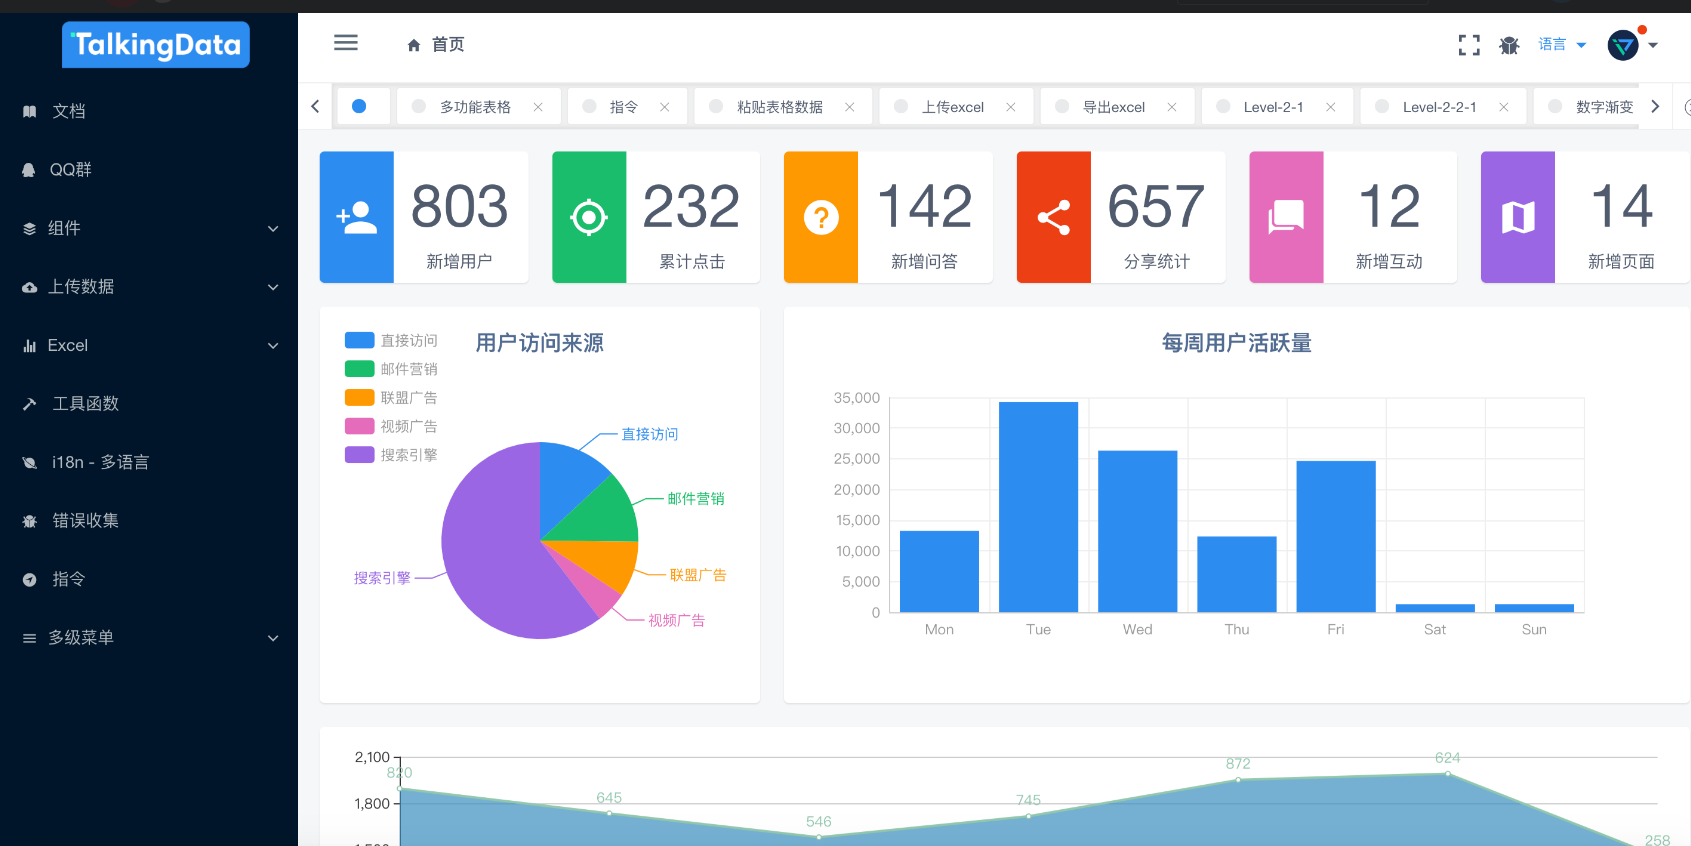 TalkingData
首页
语言
文档
QQ群
组件
上传数据
Excel
工具函数
i18n - 多语言
错误收集
指令
多级菜单
多功能表格
指令
粘贴表格数据
上传excel
导出excel
Level-2-1
Level-2-2-1
数字渐变
803
新增用户
232
累计点击
142
新增问答
657
分享统计
12
新增互动
14
新增页面
用户访问来源
直接访问
邮件营销
联盟广告
视频广告
搜索引擎
直接访问
邮件营销
联盟广告
视频广告
搜索引擎
每周用户活跃量
35,000
30,000
25,000
20,000
15,000
10,000
5,000
0
Mon Tue Wed Thu Fri Sat Sun
2,100
1,800
820
645
546
745
872
624
258